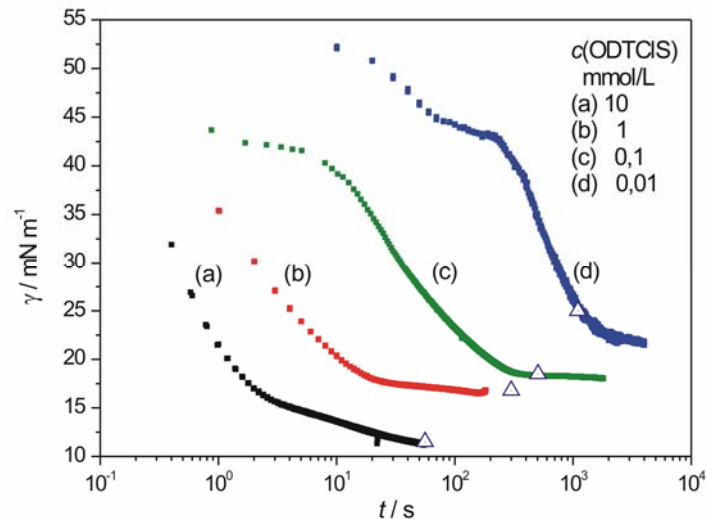 55
50
45
40
35
30
25
20
15
10
γ / mN m-1
c(ODTClS)
mmol/L
(a) 10
(b) 1
(c) 0,1
(d) 0,01
(a)
(b)
(c)
(d)
10-1
100
101
102
103
104
t / s